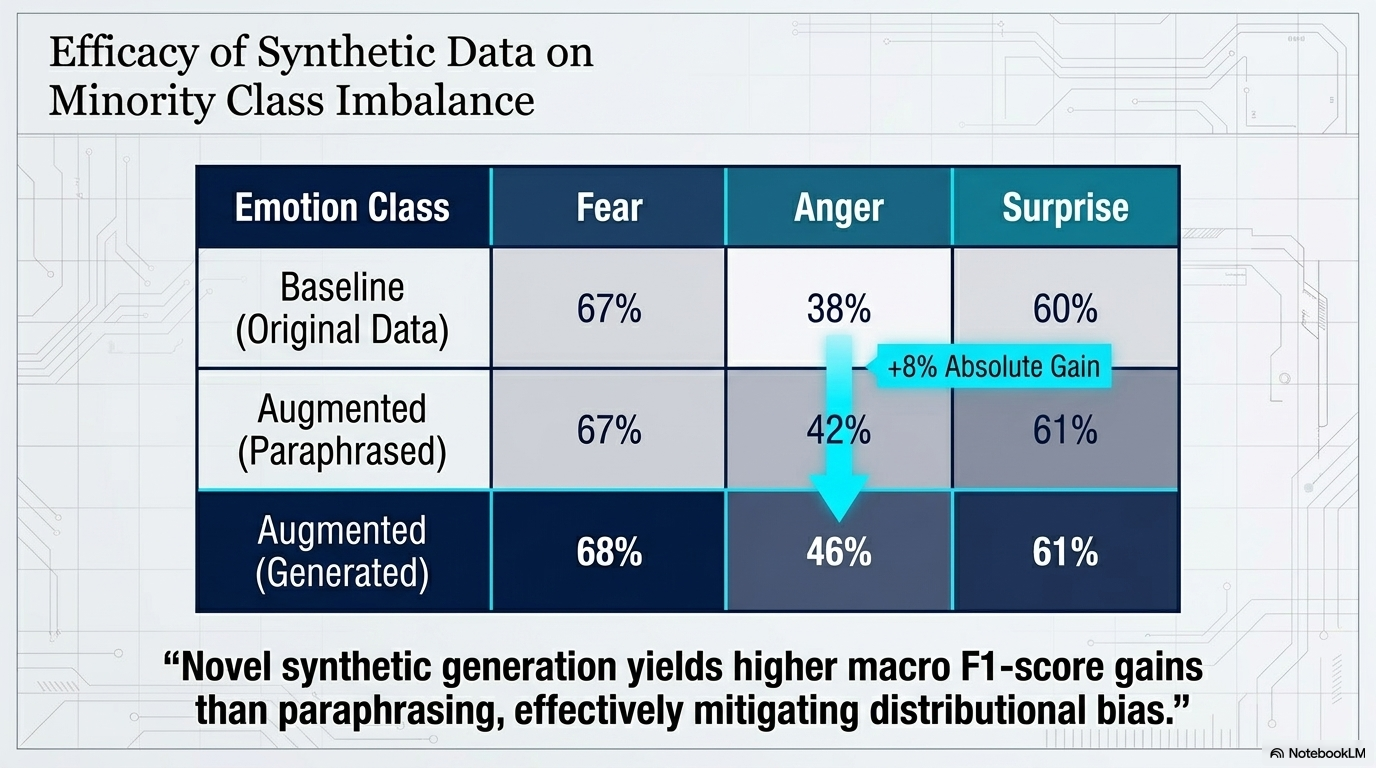 Efficacy of Synthetic Data on
Minority Class Imbalance
Emotion Class Fear Anger Surprise
Baseline
(Original Data) 67% 38% 60%
+8% Absolute Gain
Augmented
(Paraphrased) 67% 42% 61%
Augmented
(Generated) 68% 46% 61%
“Novel synthetic generation yields higher macro F1-score gains
than paraphrasing, effectively mitigating distributional bias.”
NotebookLM